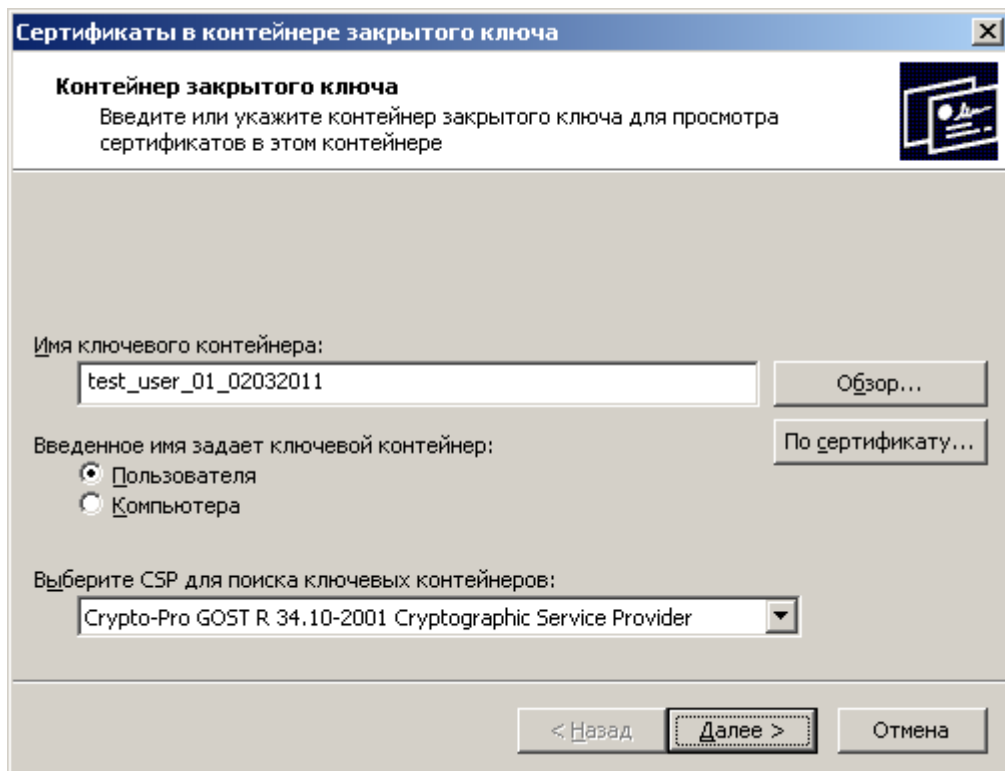 Сертификаты в контейнере закрытого ключа
Контейнер закрытого ключа
Введите или укажите контейнер закрытого ключа для просмотра
сертификатов в этом контейнере
Имя ключевого контейнера:
test_user_01_02032011
Обзор...
По сертификату...
Введенное имя задает ключевой контейнер:
Пользователя
Компьютера
Выберите CSP для поиска ключевых контейнеров:
Crypto-Pro GOST R 34.10-2001 Cryptographic Service Provider
< Назад
Далее >
Отмена